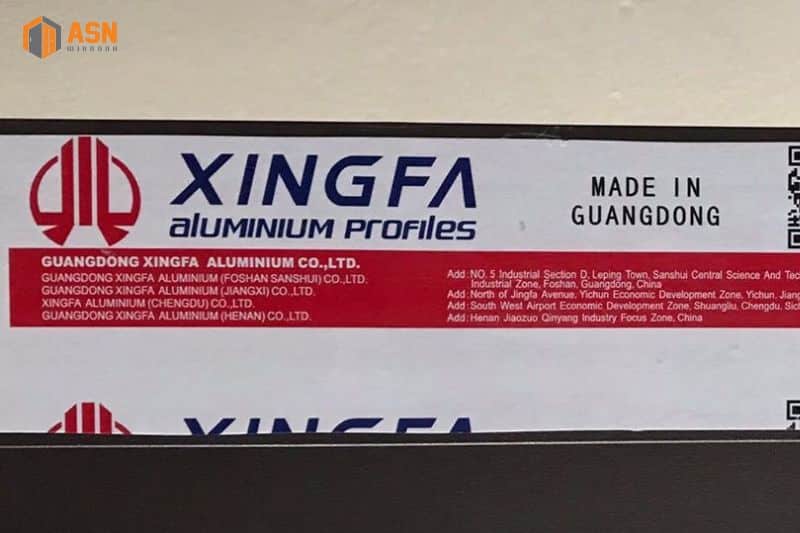 ASN
WINDOWS
XINGFA
aLUMINIUM Profiles
MADE IN
GUANGDONG
GUANGDONG XINGFA ALUMINIUM CO.,LTD.
GUANGDONG XINGFA ALUMINIUM (FOSHAN SANSHUI) CO.,LTD.
GUANGDONG XINGFA ALUMINIUM (JIANGXI) CO.,LTD.
XINGFA ALUMINIUM (CHENGDU) CO.,LTD.
GUANGDONG XINGFA ALUMINIUM (HENAN) CO.,LTD.
Add: NO. 5 Industrial Section D, Leping Town, Sanshui Central Science And
Industrial Zone, Foshan, Guangdong, China
Add: North of Jingfa Avenue, Yichun Economic Development Zone, Yichun,
Add: South West Airport Economic Development Zone, Shuangliu, Chengdu,
Add: Henan Jiaozuo Qinyang Industry Focus Zone, China
XINGFA